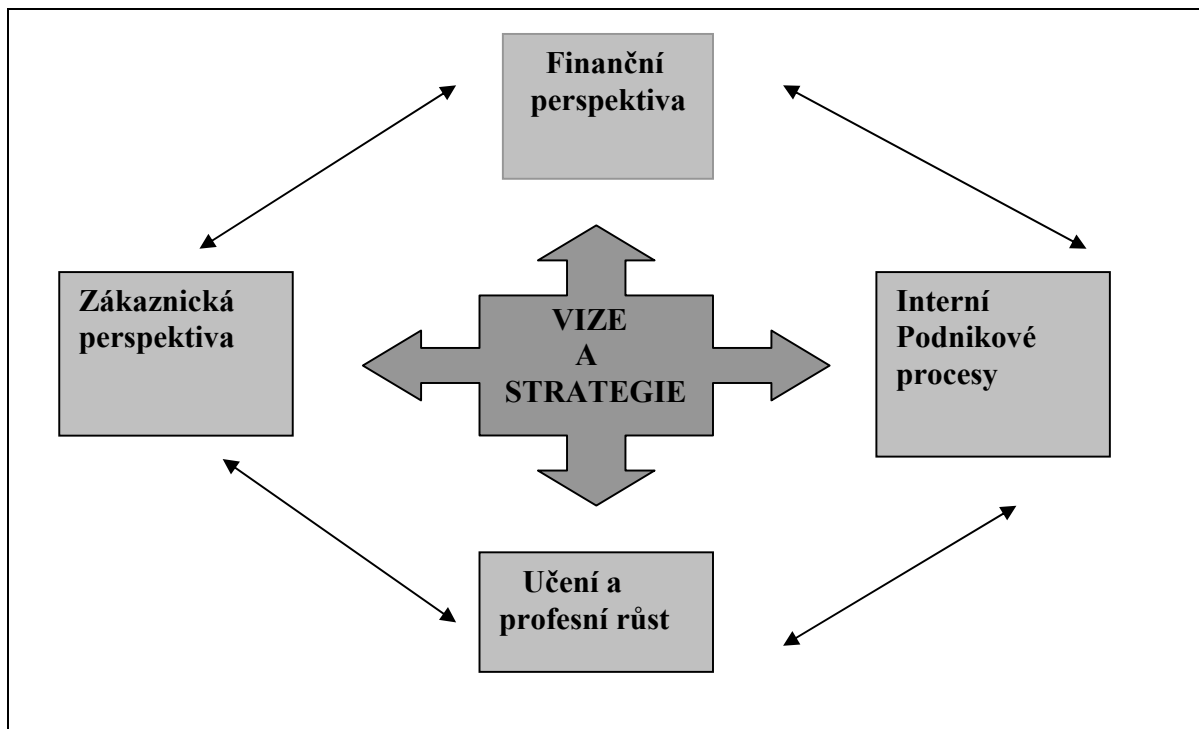 Finanční
perspektiva
Zákaznická
perspektiva
VIZE
A
STRATEGIE
Interní
Podnikové
procesy
Učení a
profesní růst